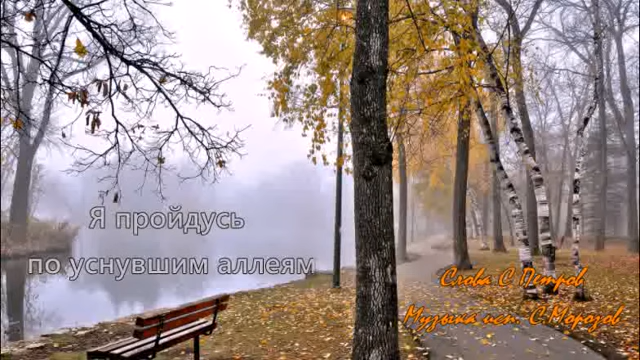 Я пройдусь
по уснувшим аллеям
Слова С Петров
Музыка исп. С.Морозов